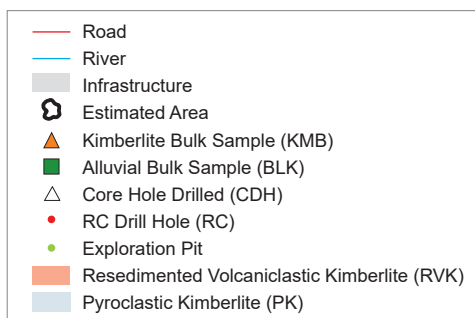 Road
River
Infrastructure
Estimated Area
Kimberlite Bulk Sample (KMB)
Alluvial Bulk Sample (BLK)
Core Hole Drilled (CDH)
RC Drill Hole (RC)
Exploration Pit
Resedimented Volcaniclastic Kimberlite (RVK)
Pyroclastic Kimberlite (PK)